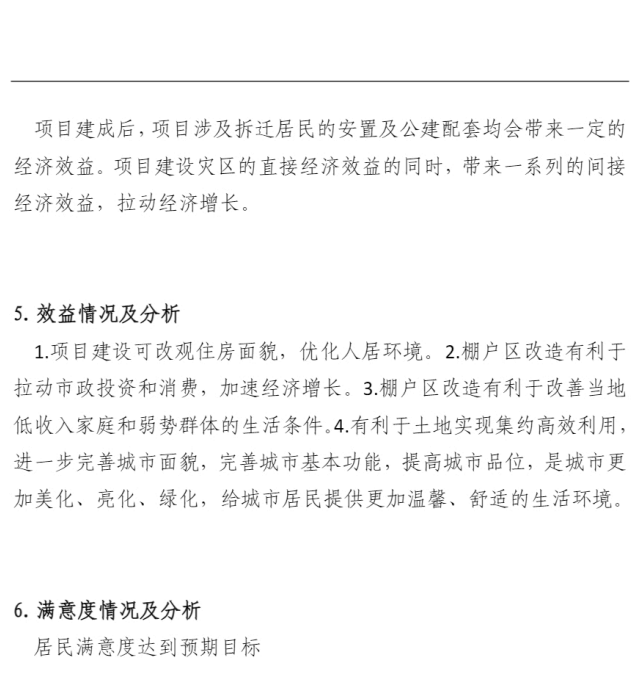 项目建成后，项目涉及拆迁居民的安置及公建配套均会带来一定的
经济效益。项目建设灾区的直接经济效益的同时，带来一系列的间接
经济效益，拉动经济增长。
5. 效益情况及分析
1.项目建设可改观住房面貌，优化人居环境。2.棚户区改造有利于
拉动市政投资和消费，加速经济增长。3.棚户区改造有利于改善当地
低收入家庭和弱势群体的生活条件。4.有利于土地实现集约高效利用，
进一步完善城市面貌，完善城市基本功能，提高城市品位，是城市更
加美化、亮化、绿化，给城市居民提供更加温馨、舒适的生活环境。
6. 满意度情况及分析
居民满意度达到预期目标